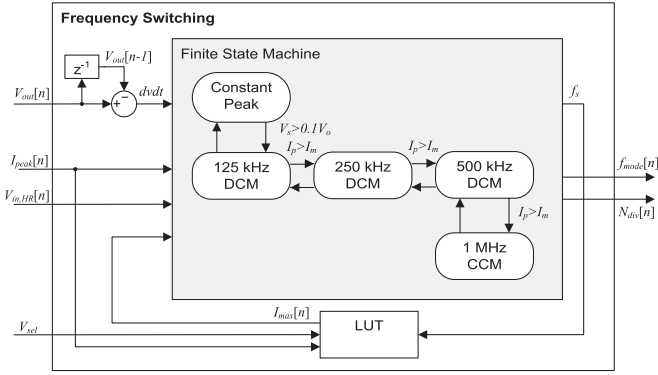 Frequency Switching
Finite State Machine
V_out[n-1]
z⁻¹
V_out[n]
dvdt
+
−
Constant
Peak
V_s>0.1V_o
f_s
I_peak[n]
125 kHz
DCM
I_p>I_m
250 kHz
DCM
I_p>I_m
500 kHz
DCM
f_mode[n]
V_in,HR[n]
N_div[n]
I_p>I_m
1 MHz
CCM
I_max[n]
LUT
V_sel